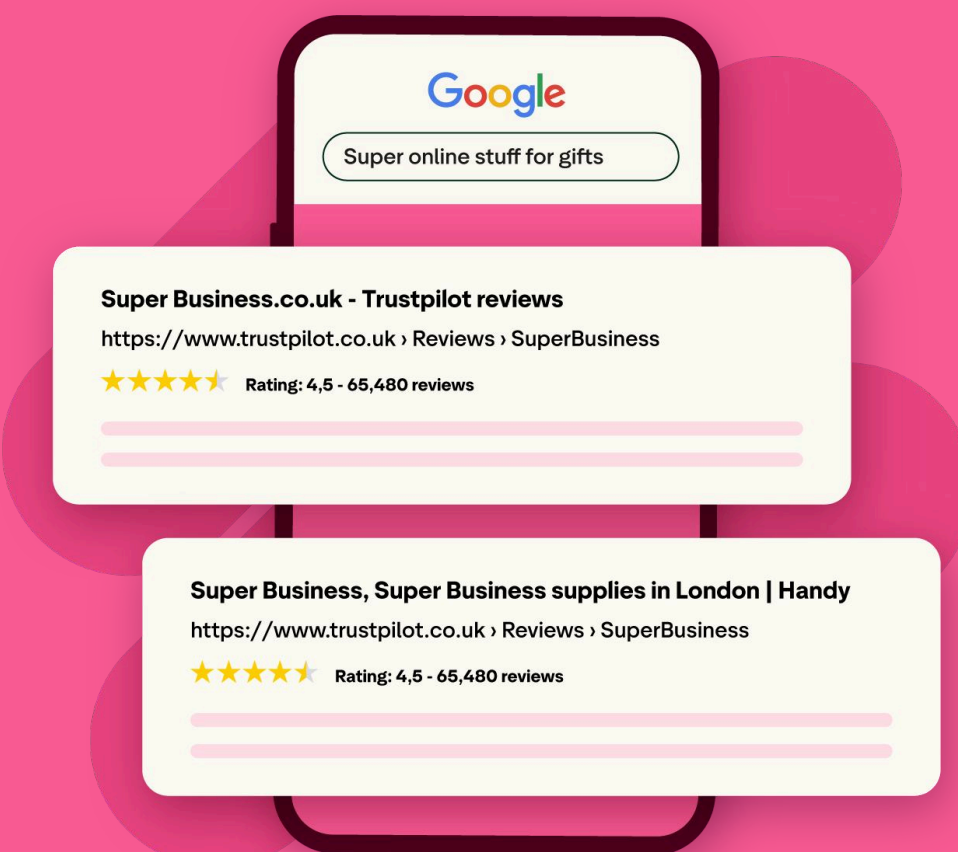 Google
Super online stuff for gifts
Super Business.co.uk - Trustpilot reviews
https://www.trustpilot.co.uk › Reviews › SuperBusiness
Rating: 4,5 - 65,480 reviews
Super Business, Super Business supplies in London | Handy
https://www.trustpilot.co.uk › Reviews › SuperBusiness
Rating: 4,5 - 65,480 reviews